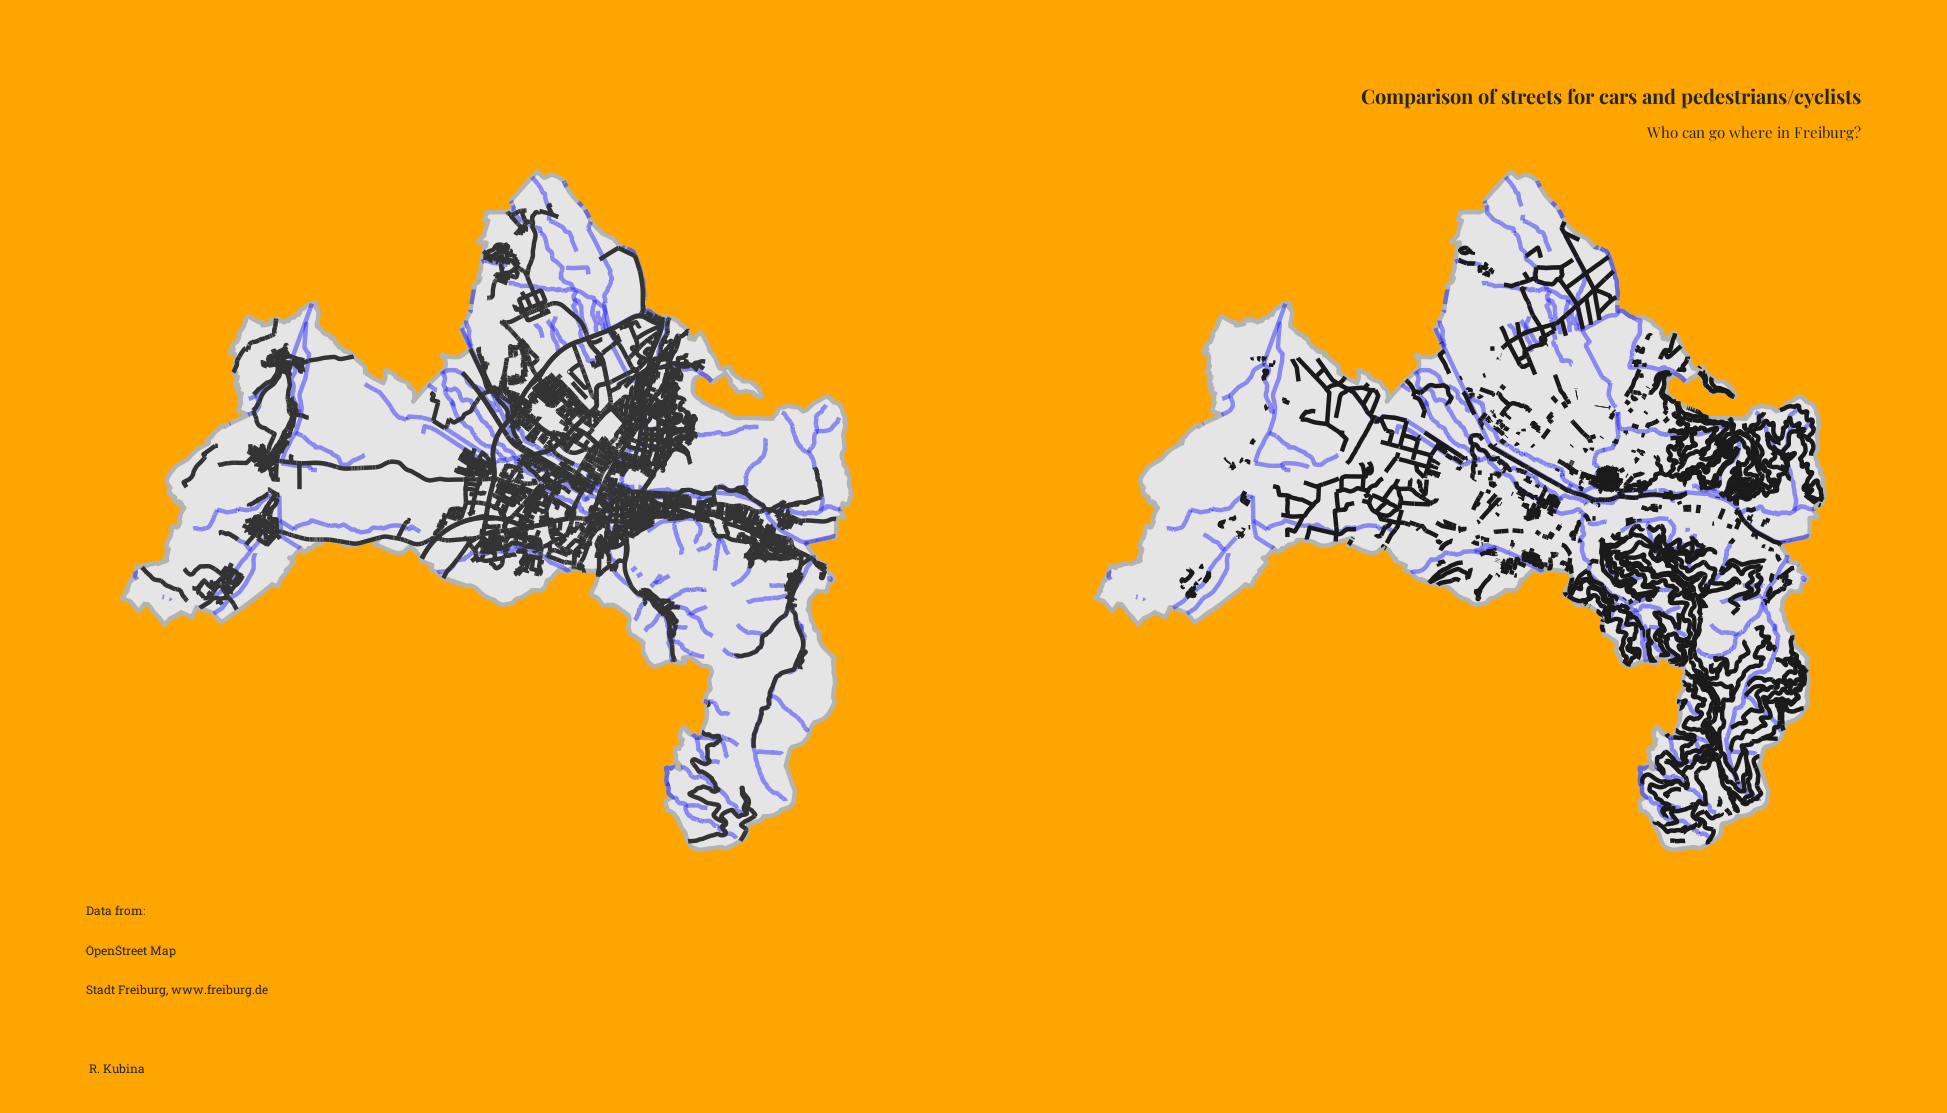 Comparison of streets for cars and pedestrians/cyclists
Who can go where in Freiburg?
Data from:
OpenStreet Map
Stadt Freiburg, www.freiburg.de
R. Kubina